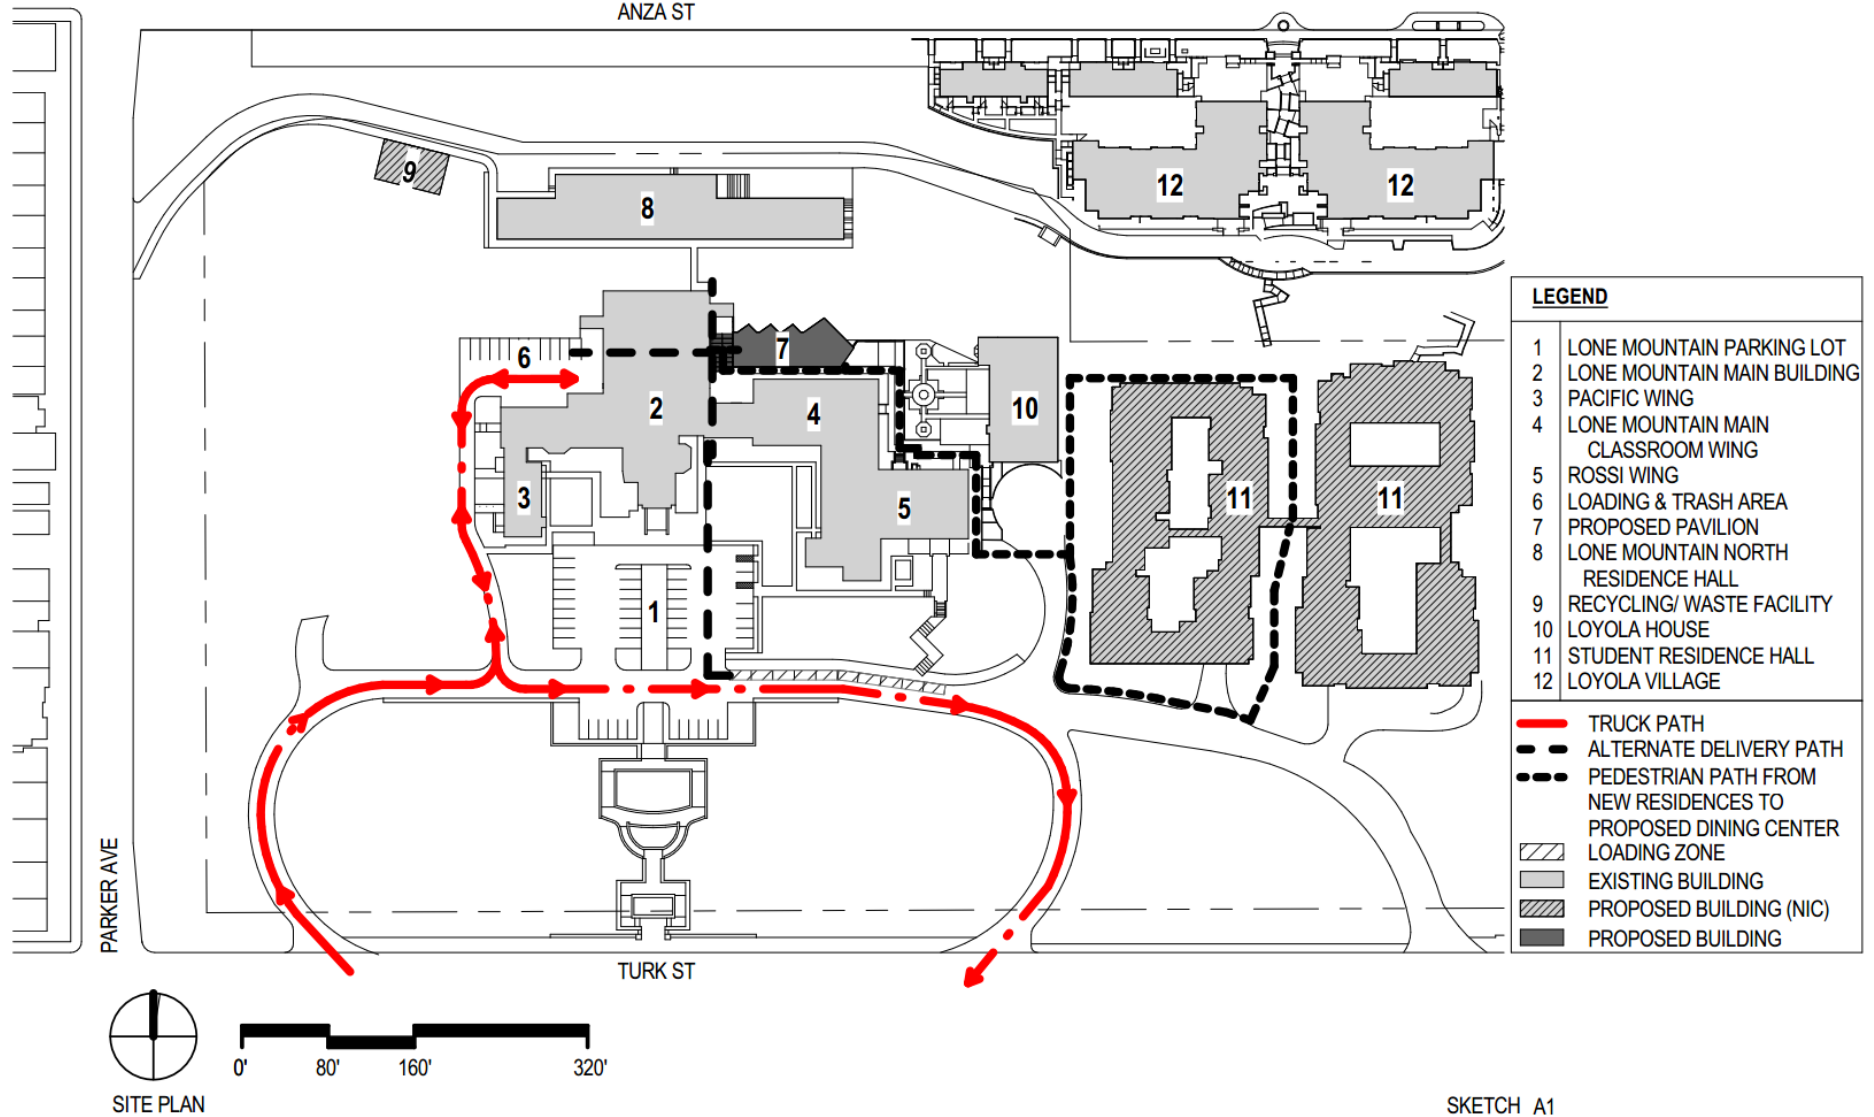 ANZA ST
9
8
12
12
6
7
2
4
10
3
5
11
11
1
PARKER AVE
TURK ST
LEGEND
1 LONE MOUNTAIN PARKING LOT
2 LONE MOUNTAIN MAIN BUILDING
3 PACIFIC WING
4 LONE MOUNTAIN MAIN
CLASSROOM WING
5 ROSSI WING
6 LOADING & TRASH AREA
7 PROPOSED PAVILION
8 LONE MOUNTAIN NORTH
RESIDENCE HALL
9 RECYCLING/ WASTE FACILITY
10 LOYOLA HOUSE
11 STUDENT RESIDENCE HALL
12 LOYOLA VILLAGE
TRUCK PATH
ALTERNATE DELIVERY PATH
PEDESTRIAN PATH FROM
NEW RESIDENCES TO
PROPOSED DINING CENTER
LOADING ZONE
EXISTING BUILDING
PROPOSED BUILDING (NIC)
PROPOSED BUILDING
0' 80' 160' 320'
SITE PLAN
SKETCH A1